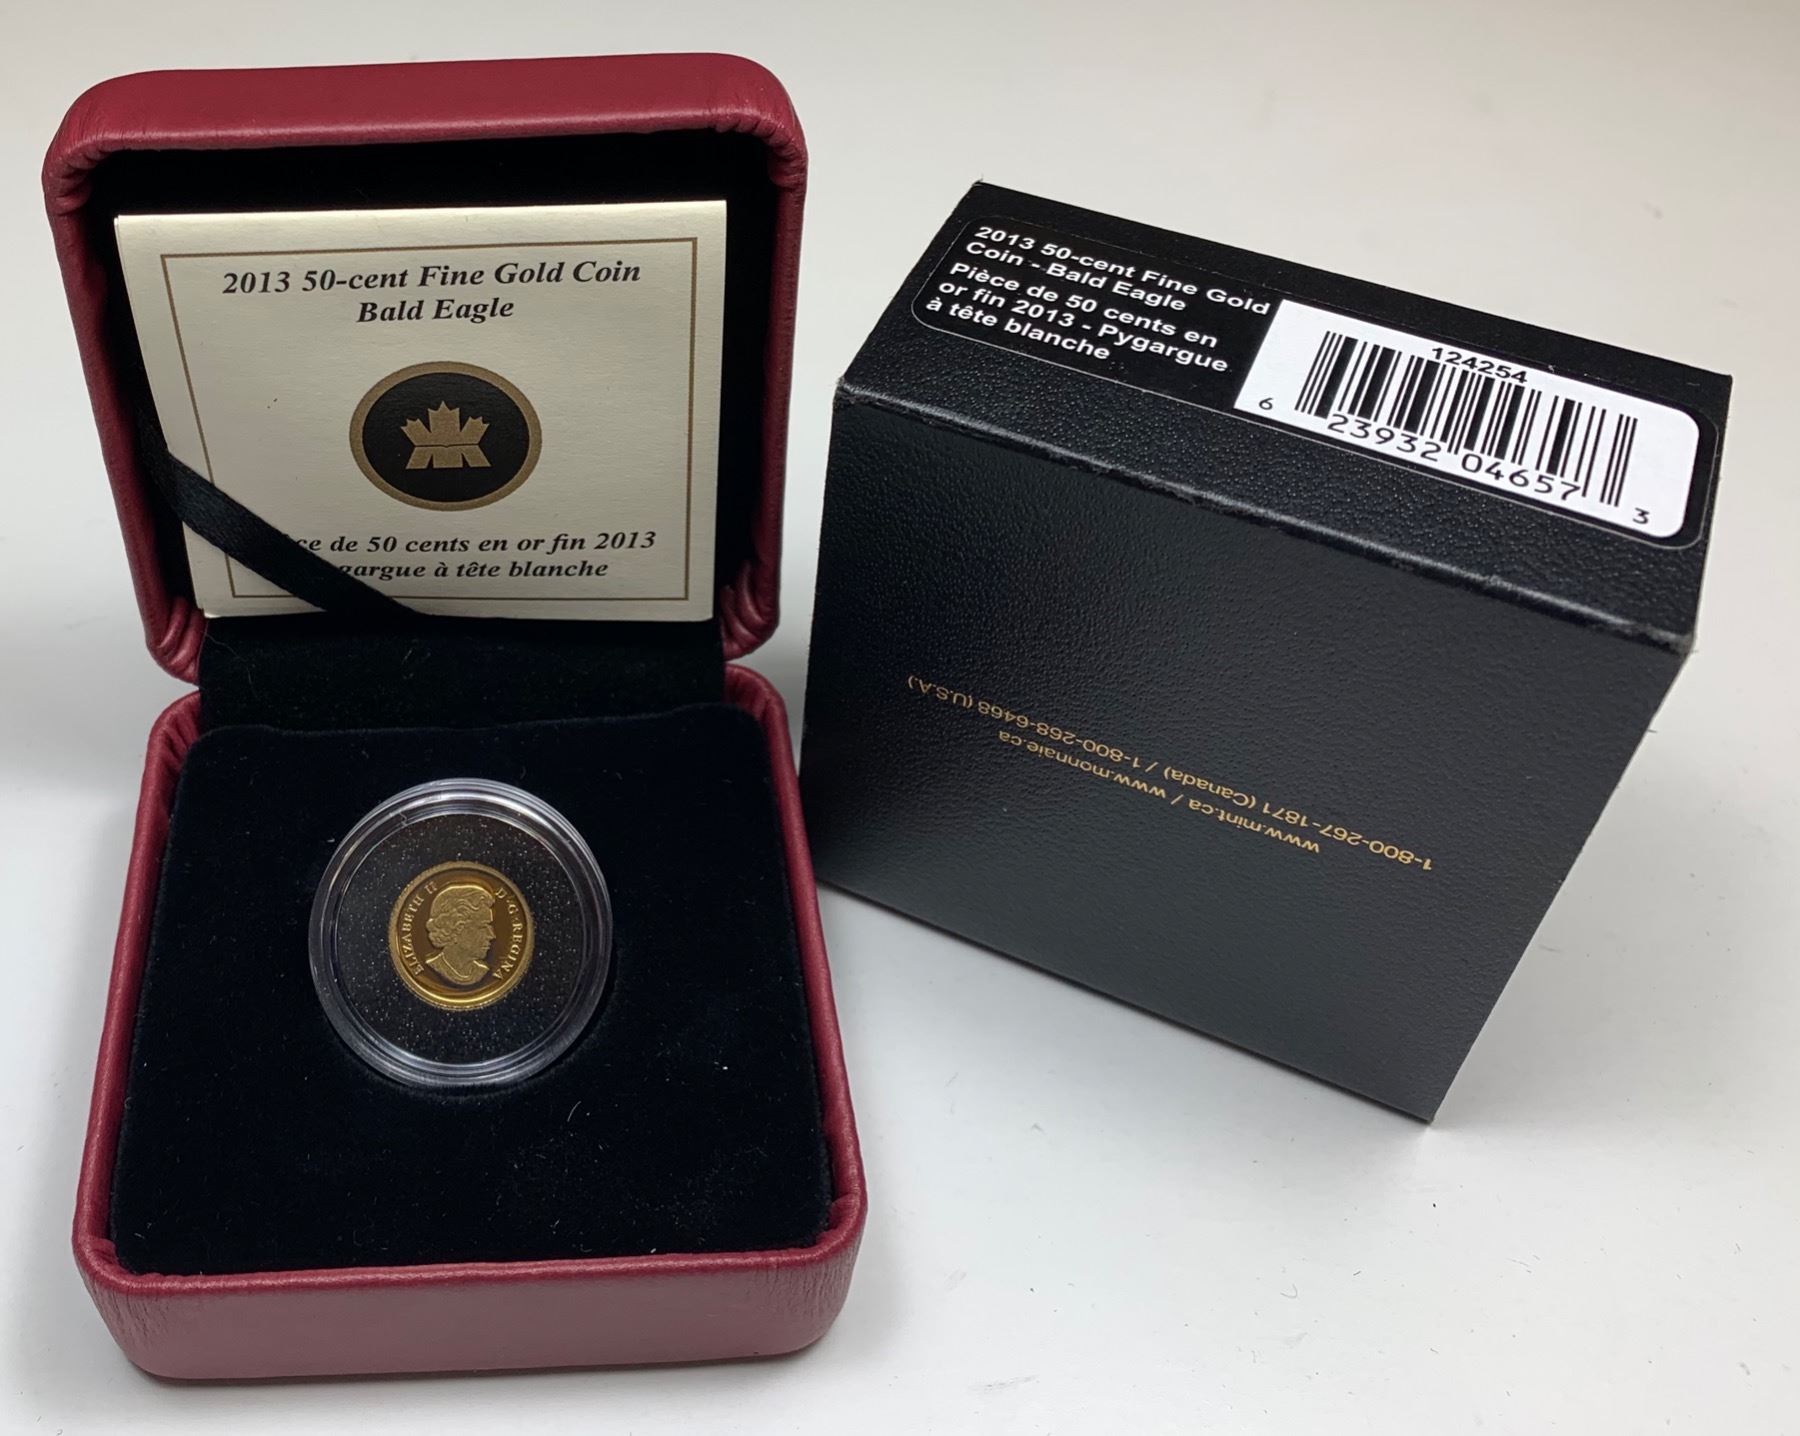 2013 50-cent Fine Gold Coin
Bald Eagle
ce de 50 cents en or fin 2013
gargue à tête blanche
ELIZABETH II D·G·REGINA
2013 50-cent Fine Gold
Coin - Bald Eagle
Pièce de 50 cents en
or fin 2013 - Pygargue
à tête blanche
124254
6 23932 04657 3
www.mint.ca / www.monnaie.ca
1-800-267-1871 (Canada) / 1-800-268-6468 (U.S.A.)